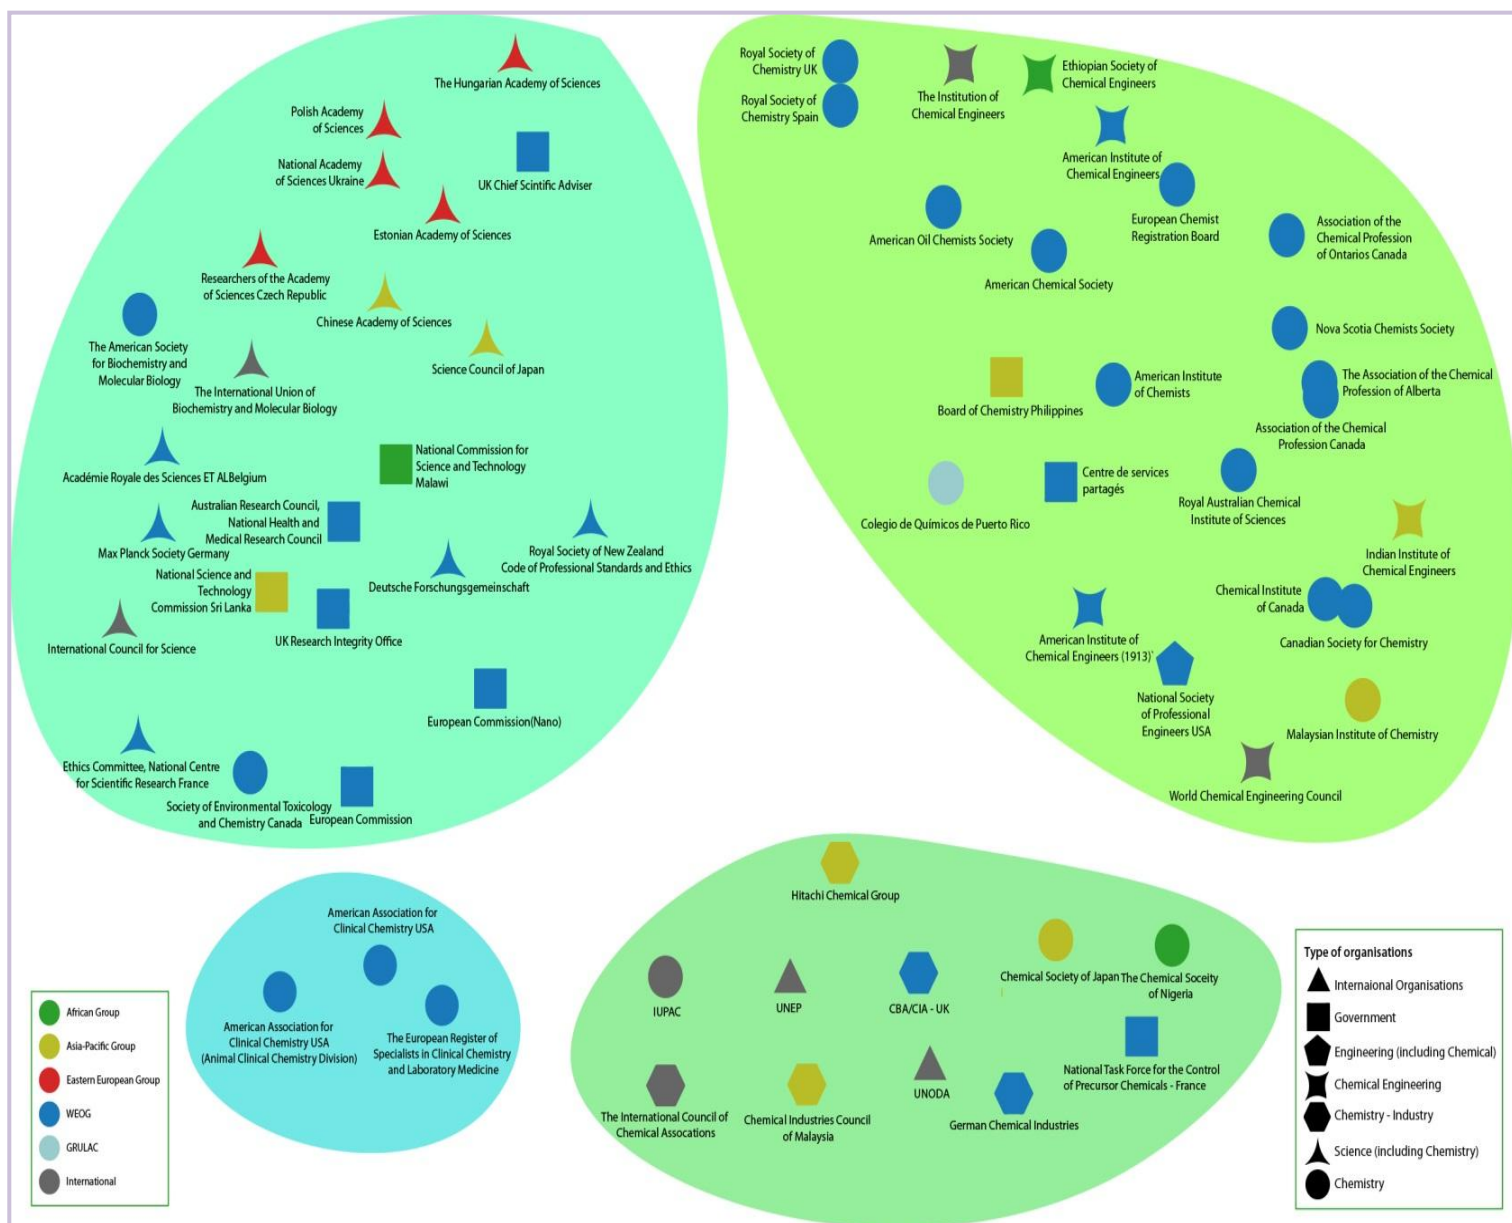 The Hungarian Academy of Sciences
Polish Academy
of Sciences
National Academy
of Sciences Ukraine
UK Chief Scintific Adviser
Estonian Academy of Sciences
Researchers of the Academy
of Sciences Czech Republic
Chinese Academy of Sciences
The American Society
for Biochemistry and
Molecular Biology
Science Council of Japan
The International Union of
Biochemistry and Molecular Biology
Académie Royale des Sciences ET ALBelgium
National Commission for
Science and Technology
Malawi
Australian Research Council,
National Health and
Medical Research Council
Max Planck Society Germany
Royal Society of New Zealand
Code of Professional Standards and Ethics
National Science and
Technology
Commission Sri Lanka
Deutsche Forschungsgemeinschaft
UK Research Integrity Office
International Council for Science
European Commission(Nano)
Ethics Committee, National Centre
for Scientific Research France
Society of Environmental Toxicology
and Chemistry Canada
European Commission
Royal Society of
Chemistry UK
Royal Society of
Chemistry Spain
The Institution of
Chemical Engineers
Ethiopian Society of
Chemical Engineers
American Institute of
Chemical Engineers
European Chemist
Registration Board
American Oil Chemists Society
Association of the
Chemical Profession
of Ontarios Canada
American Chemical Society
Nova Scotia Chemists Society
Board of Chemistry Philippines
American Institute
of Chemists
The Association of the Chemical
Profession of Alberta
Association of the Chemical
Profession Canada
Colegio de Químicos de Puerto Rico
Centre de services
partagés
Royal Australian Chemical
Institute of Sciences
Indian Institute of
Chemical Engineers
Chemical Institute
of Canada
Canadian Society for Chemistry
American Institute of
Chemical Engineers (1913)`
National Society
of Professional
Engineers USA
Malaysian Institute of Chemistry
World Chemical Engineering Council
American Association for
Clinical Chemistry USA
American Association for
Clinical Chemistry USA
(Animal Clinical Chemistry Division)
The European Register of
Specialists in Clinical Chemistry
and Laboratory Medicine
Hitachi Chemical Group
IUPAC
UNEP
CBA/CIA - UK
Chemical Society of Japan
The Chemical Soceity
of Nigeria
The International Council of
Chemical Assocations
Chemical Industries Council
of Malaysia
UNODA
German Chemical Industries
National Task Force for the Control
of Precursor Chemicals - France
African Group
Asia-Pacific Group
Eastern European Group
WEOG
GRULAC
International
Type of organisations
Internaional Organisations
Government
Engineering (including Chemical)
Chemical Engineering
Chemistry - Industry
Science (including Chemistry)
Chemistry